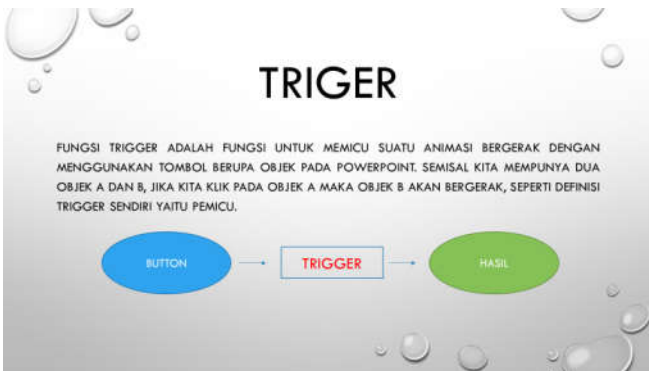 TRIGER
FUNGSI TRIGGER ADALAH FUNGSI UNTUK MEMICU SUATU ANIMASI BERGERAK DENGAN
MENGGUNAKAN TOMBOL BERUPA OBJEK PADA POWERPOINT. SEMISAL KITA MEMPUNYA DUA
OBJEK A DAN B, JIKA KITA KLIK PADA OBJEK A MAKA OBJEK B AKAN BERGERAK, SEPERTI DEFINISI
TRIGGER SENDIRI YAITU PEMICU.
BUTTON
TRIGGER
HASIL